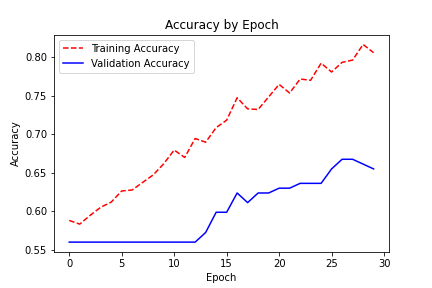 Accuracy by Epoch
Training Accuracy
Validation Accuracy
Accuracy
0.80
0.75
0.70
0.65
0.60
0.55
0 5 10 15 20 25 30
Epoch